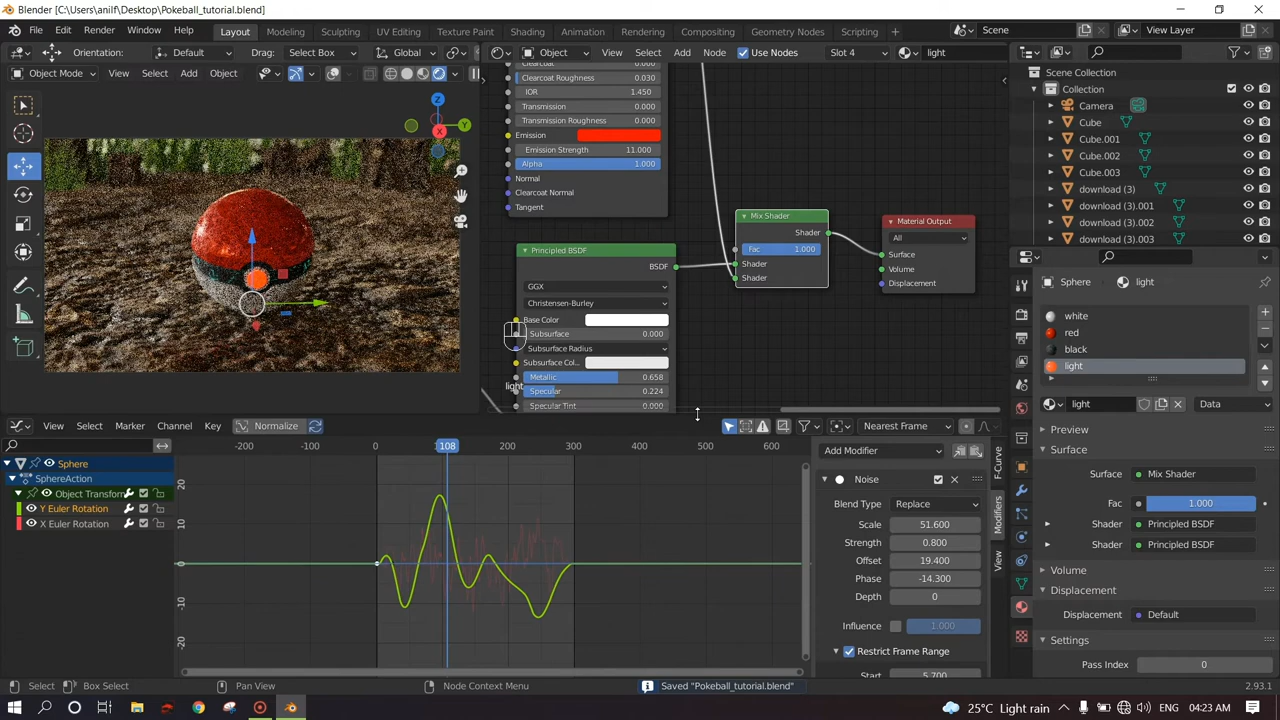 Blender [C:\Users\anilf\Desktop\Pokeball_tutorial.blend]
File Edit Render Window Help
Layout Modeling Sculpting UV Editing Texture Paint Shading Animation Rendering Compositing Geometry Nodes Scripting
Scene View Layer
Orientation: Default Drag: Select Box Global
Object View Select Add Node Use Nodes Slot 4 light
Object Mode View Select Add Object
Z
Y
X
Clearcoat 0.000
Clearcoat Roughness 0.030
IOR 1.450
Transmission 0.000
Transmission Roughness 0.000
Emission
Emission Strength 11.000
Alpha 1.000
Normal
Clearcoat Normal
Tangent
Principled BSDF
BSDF
GGX
Christensen-Burley
Base Color
Subsurface 0.000
Subsurface Radius
Subsurface Col...
Metallic 0.658
Specular 0.224
Specular Tint 0.000
light
Mix Shader
Shader
Fac 1.000
Shader
Shader
Material Output
All
Surface
Volume
Displacement
Scene Collection
Collection
Camera
Cube
Cube.001
Cube.002
Cube.003
download (3)
download (3).001
download (3).002
download (3).003
Sphere light
white
red
black
light
light Data
Preview
Surface
Surface Mix Shader
Fac 1.000
Shader Principled BSDF
Shader Principled BSDF
Volume
Displacement
Displacement Default
Settings
Pass Index 0
View Select Marker Channel Key Normalize Nearest Frame
-200 -100 0 108 200 300 400 500 600
Sphere
SphereAction
Object Transform
Y Euler Rotation
X Euler Rotation
20
10
0
-10
-20
Add Modifier
Noise
Blend Type Replace
Scale 51.600
Strength 0.800
Offset 19.400
Phase -14.300
Depth 0
Influence 1.000
Restrict Frame Range
Start 5.700
F-Curve
Modifiers
View
Select Box Select Pan View Node Context Menu Saved "Pokeball_tutorial.blend" 2.93.1
25°C Light rain ENG 04:23 AM